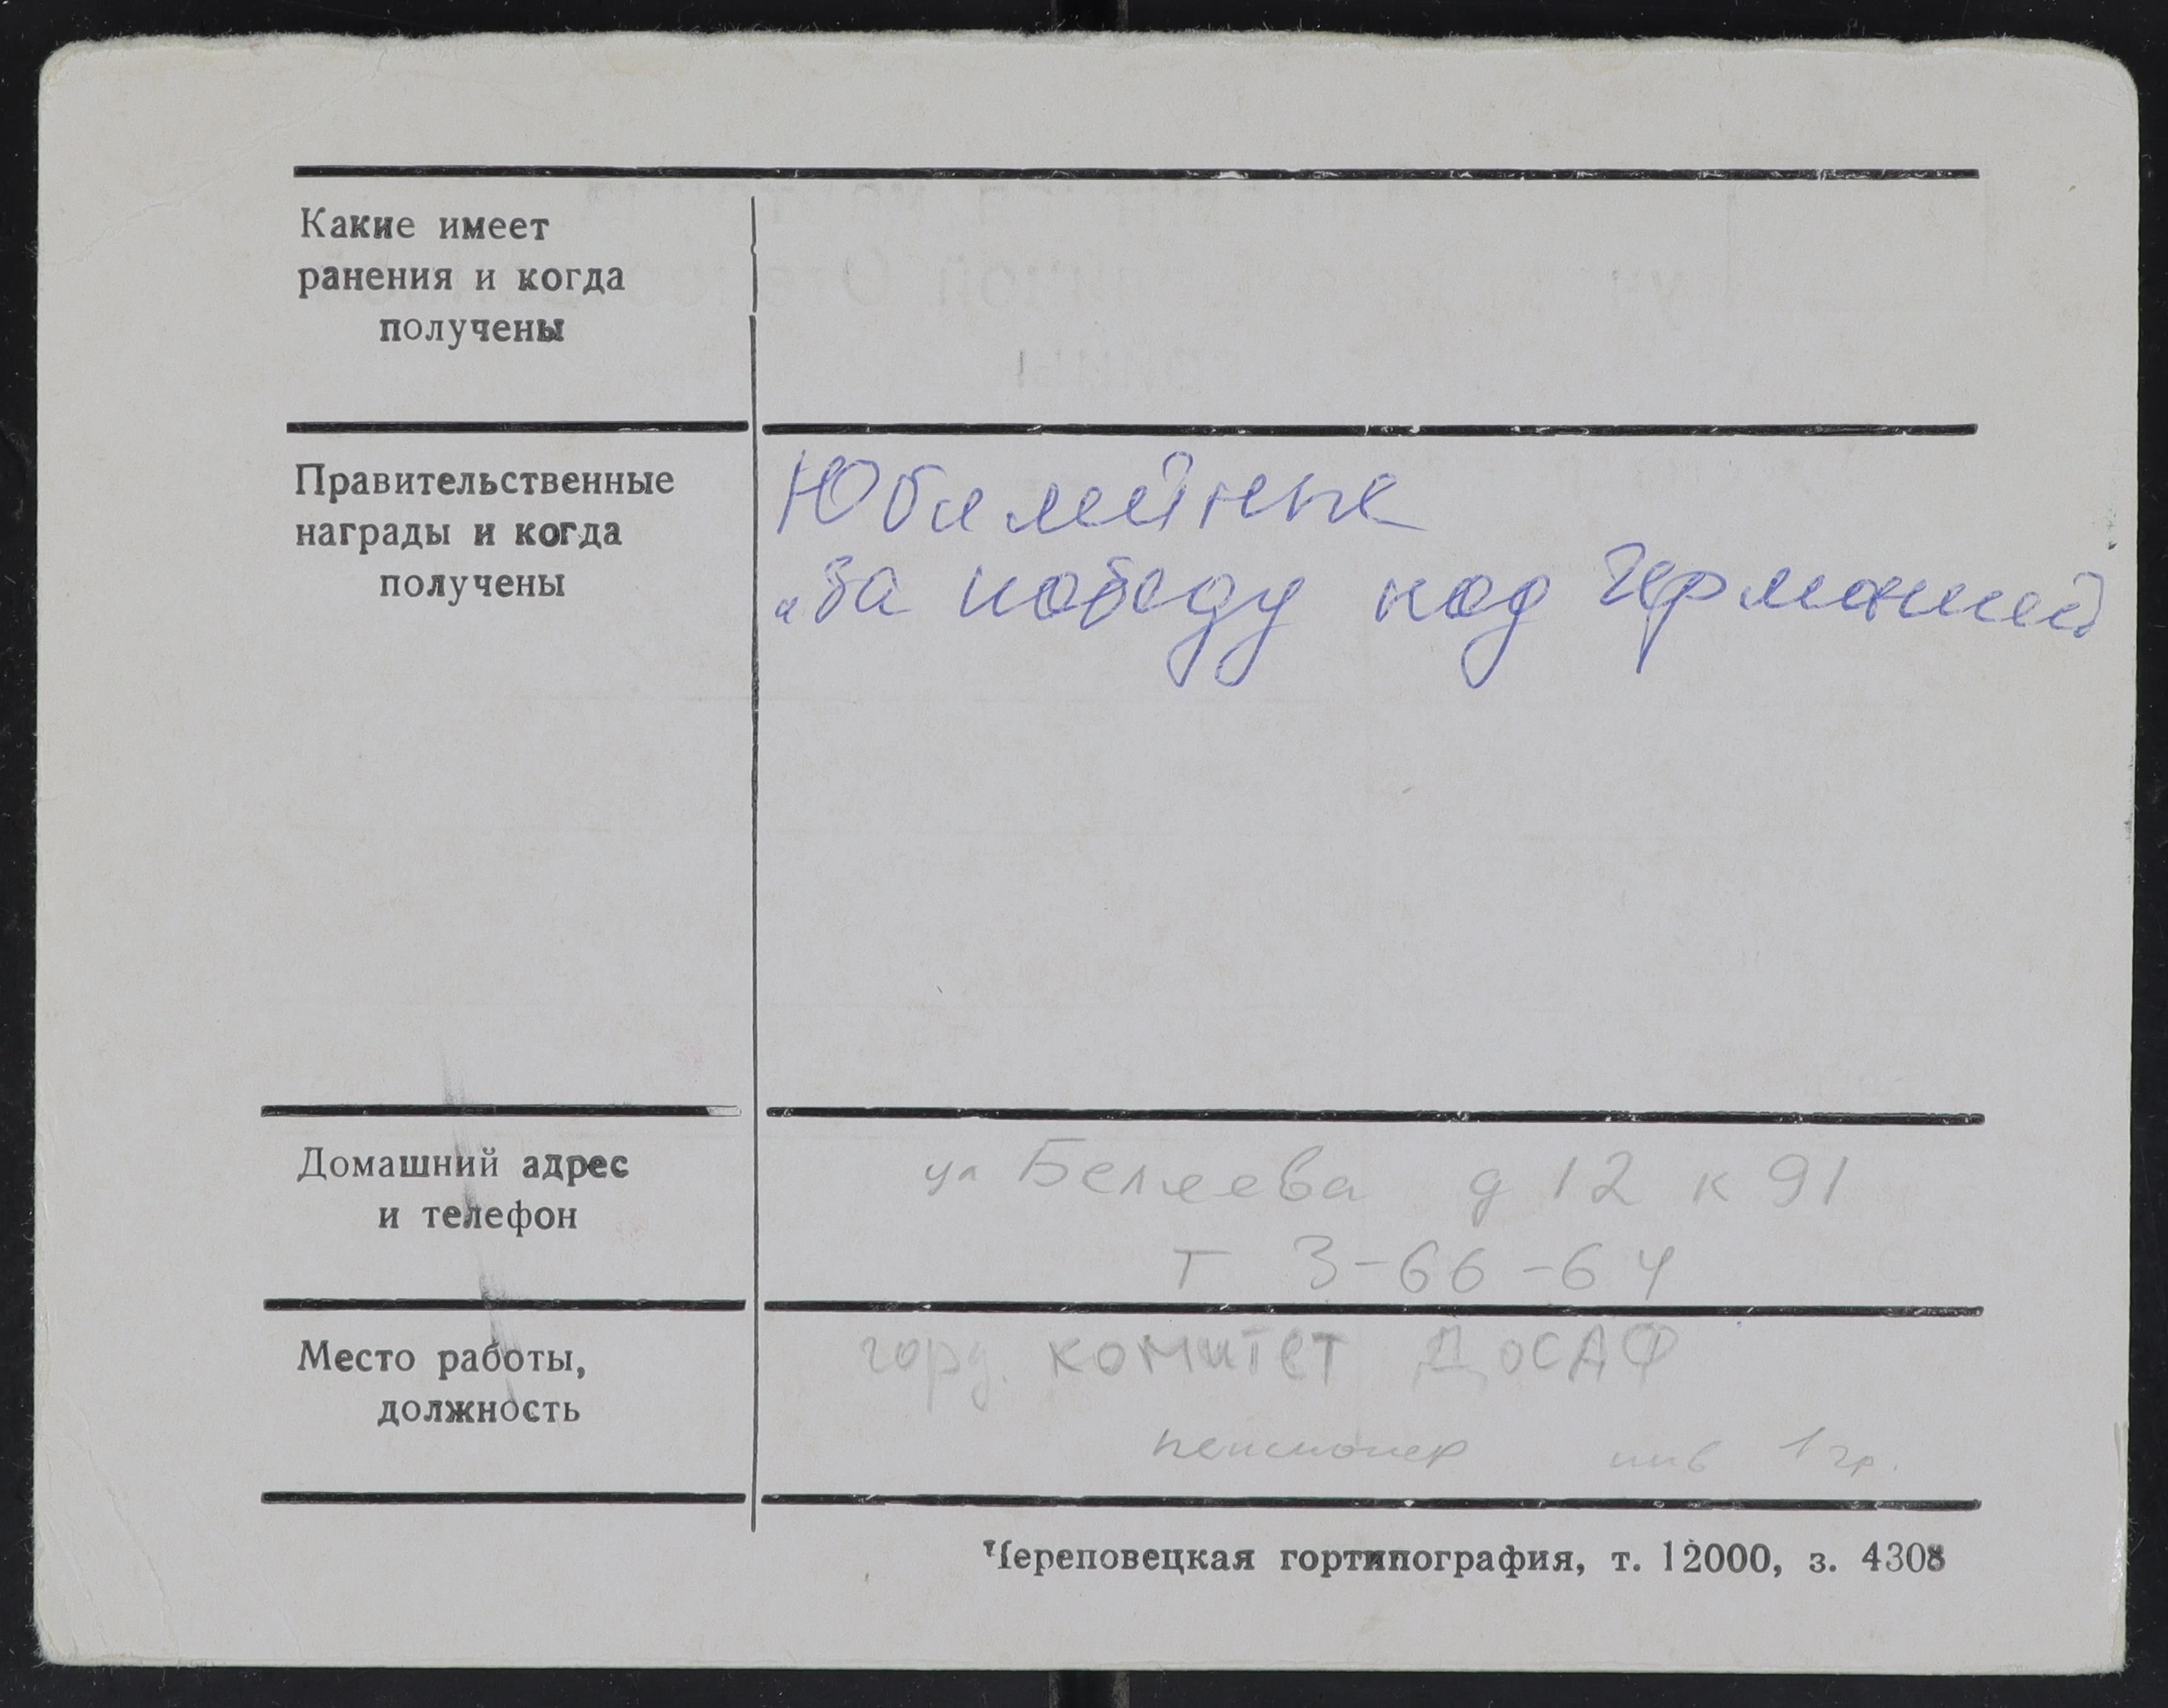 Какие имеет
ранения и когда
получены
Правительственные
награды и когда
получены
Юбилейные
„За победу над Германией
Домашний адрес
и телефон
ул Беляева д 12 к 91
т 3-66-64
Место работы,
должность
горд. комитет ДОСАФ
пенсионер инв 1 гр.
Череповецкая гортипография, т. 12000, з. 4308